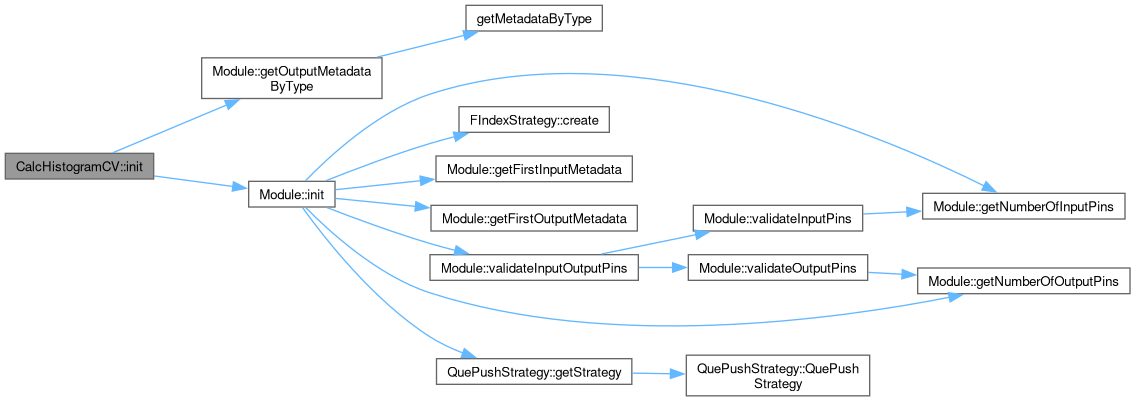 getMetadataByType
Module::getOutputMetadata
ByType
FIndexStrategy::create
CalcHistogramCV::init
Module::getFirstInputMetadata
Module::init
Module::getNumberOfInputPins
Module::getFirstOutputMetadata
Module::validateInputPins
Module::validateInputOutputPins
Module::validateOutputPins
Module::getNumberOfOutputPins
QuePushStrategy::getStrategy
QuePushStrategy::QuePush
Strategy